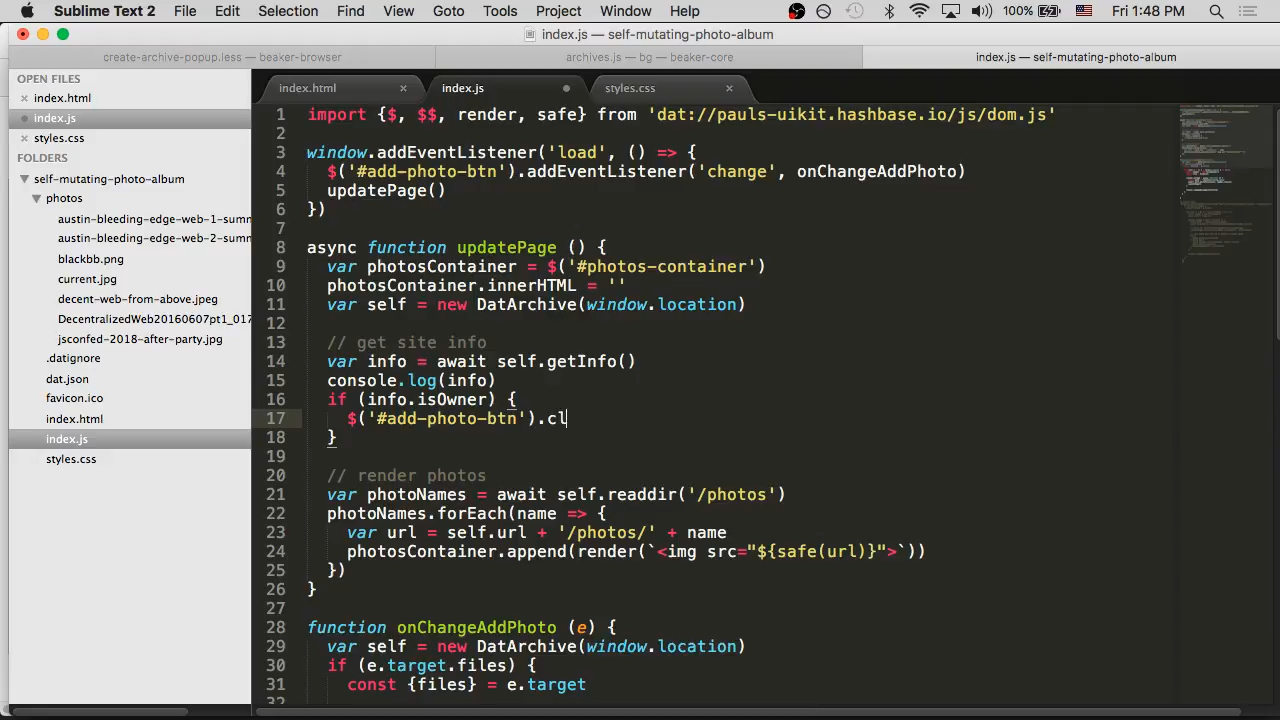 Sublime Text 2 File Edit Selection Find View Goto Tools Project Window Help 100% Fri 1:48 PM
index.js — self-mutating-photo-album
create-archive-popup.less — beaker-browser
archives.js — bg — beaker-core
index.js — self-mutating-photo-album
OPEN FILES
index.html
index.js
styles.css
FOLDERS
self-mutating-photo-album
photos
austin-bleeding-edge-web-1-summ
austin-bleeding-edge-web-2-sumn
blackbb.png
current.jpg
decent-web-from-above.jpeg
DecentralizedWeb20160607pt1_017
jsconfed-2018-after-party.jpg
.datignore
dat.json
favicon.ico
index.html
index.js
styles.css
index.html
index.js
styles.css
1 import {$, $$, render, safe} from 'dat://pauls-uikit.hashbase.io/js/dom.js'
2
3 window.addEventListener('load', () => {
4 $('#add-photo-btn').addEventListener('change', onChangeAddPhoto)
5 updatePage()
6 })
7
8 async function updatePage () {
9 var photosContainer = $('#photos-container')
10 photosContainer.innerHTML = ''
11 var self = new DatArchive(window.location)
12
13 // get site info
14 var info = await self.getInfo()
15 console.log(info)
16 if (info.isOwner) {
17 $('#add-photo-btn').cl
18 }
19
20 // render photos
21 var photoNames = await self.readdir('/photos')
22 photoNames.forEach(name => {
23 var url = self.url + '/photos/' + name
24 photosContainer.append(render(`<img src="${safe(url)}">`))
25 })
26 }
27
28 function onChangeAddPhoto (e) {
29 var self = new DatArchive(window.location)
30 if (e.target.files) {
31 const {files} = e.target